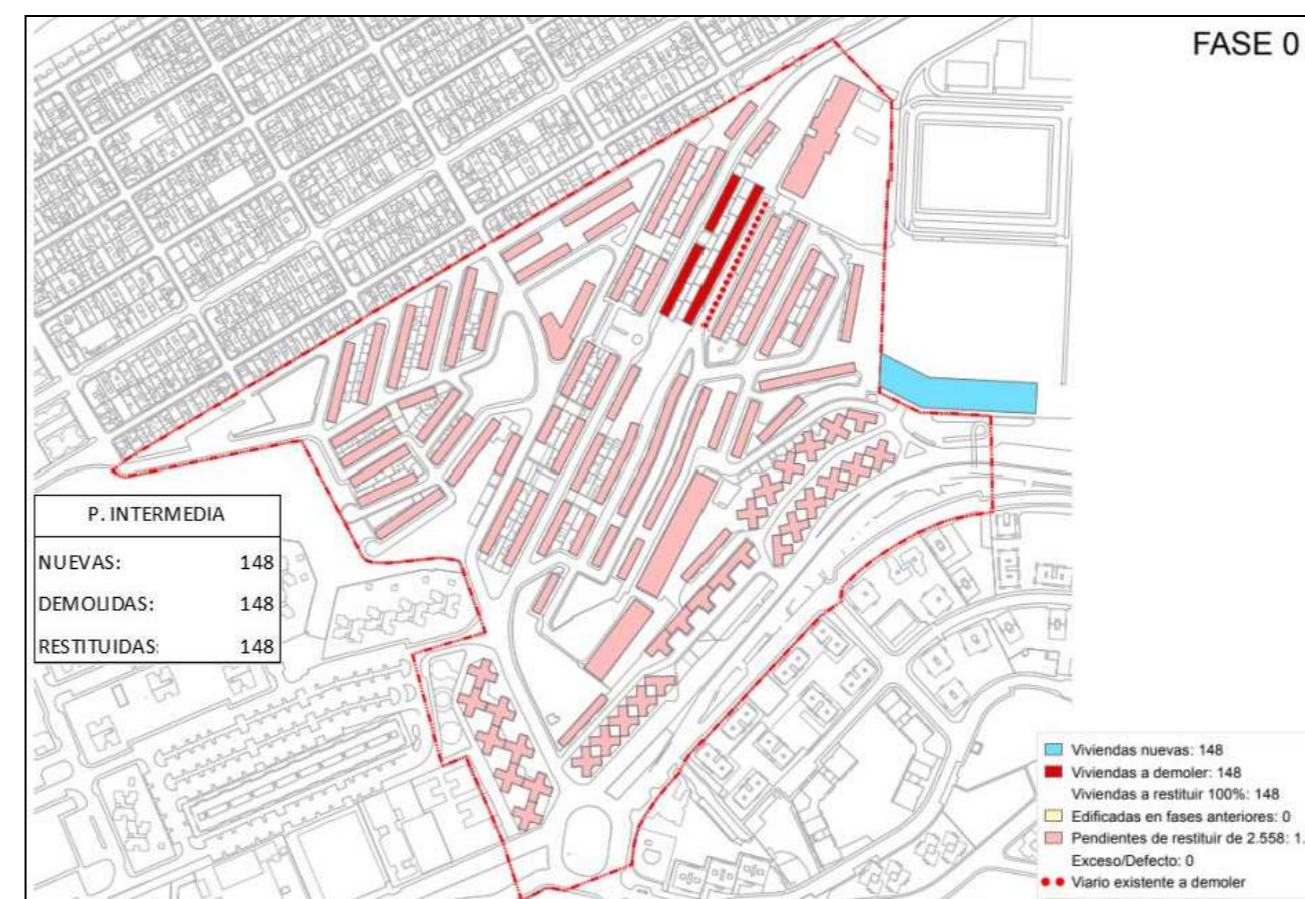 FASE 0
P. INTERMEDIA
NUEVAS: 148
DEMOLIDAS: 148
RESTITUIDAS: 148
Viviendas nuevas: 148
Viviendas a demoler: 148
Viviendas a restituir 100%: 148
Edificadas en fases anteriores: 0
Pendientes de restituir de 2.558: 1.
Exceso/Defecto: 0
Viario existente a demoler